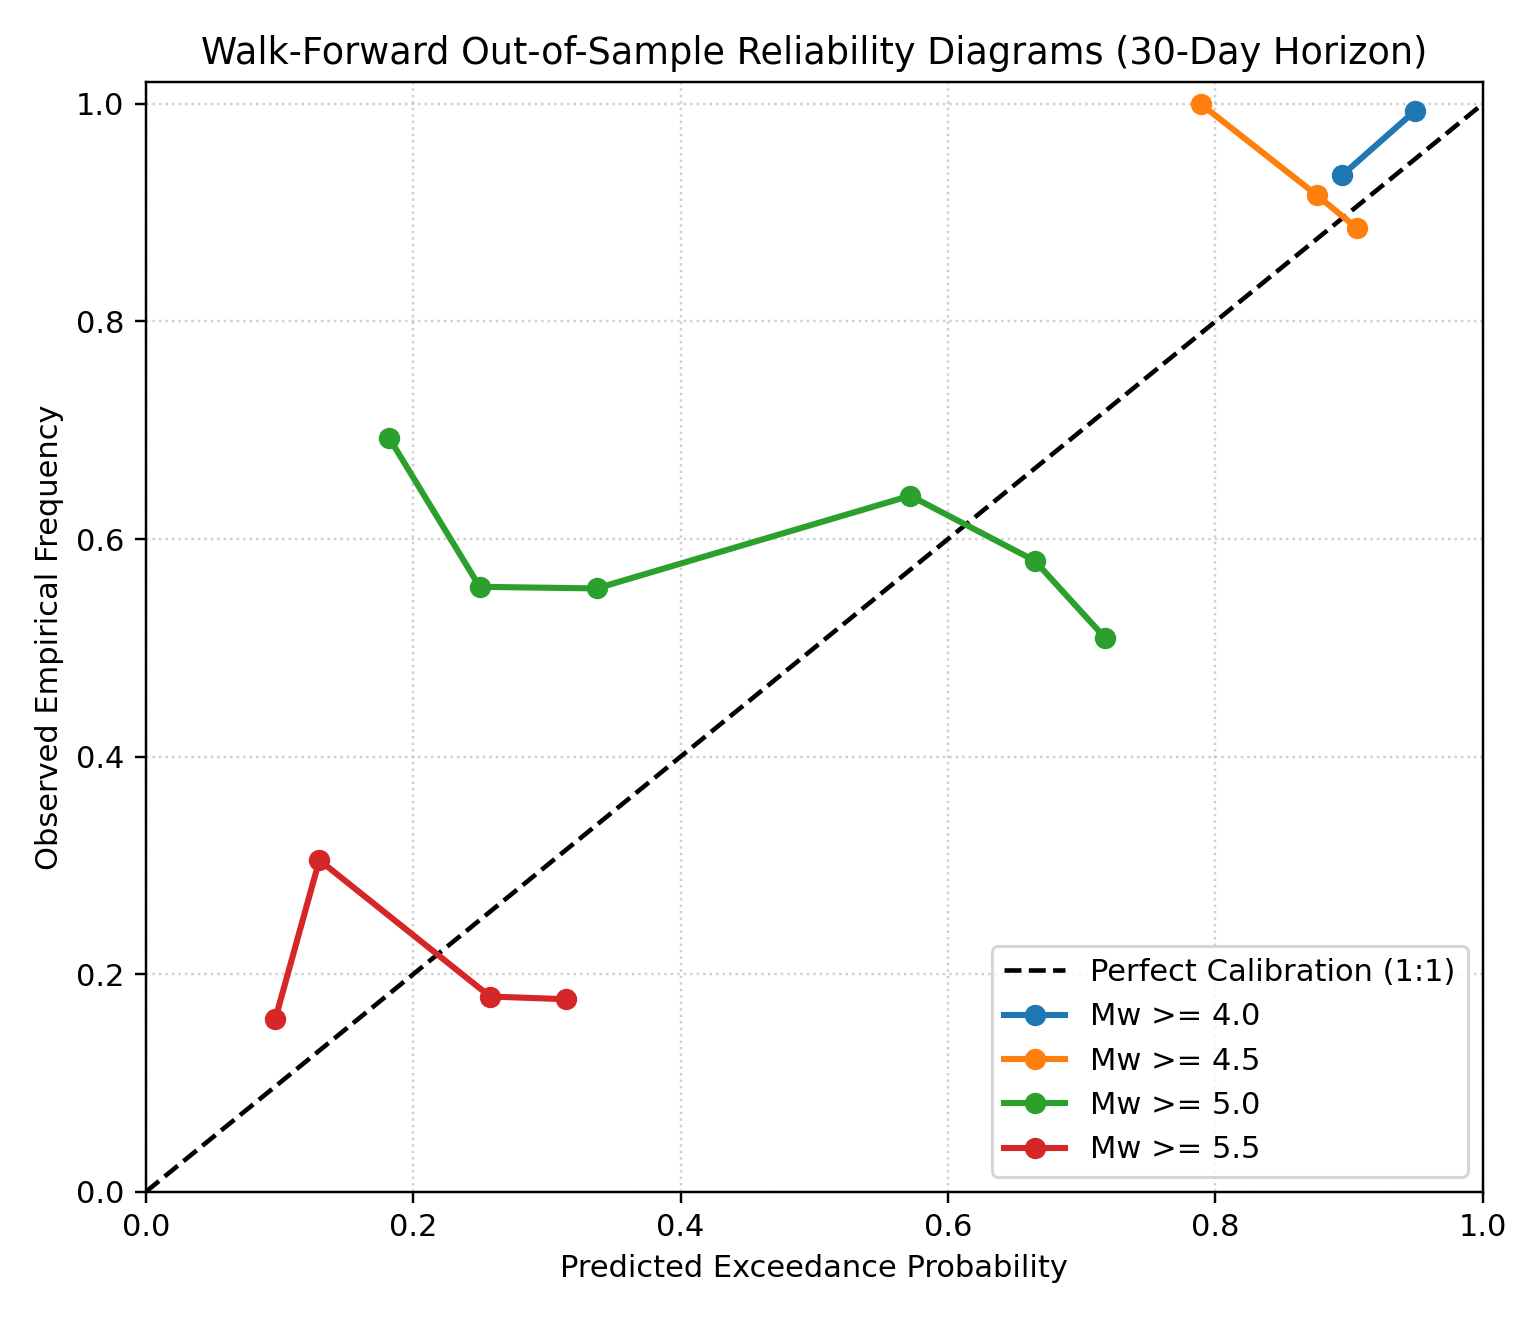 Walk-Forward Out-of-Sample Reliability Diagrams (30-Day Horizon)
Observed Empirical Frequency
1.0
0.8
0.6
0.4
0.2
0.0
Perfect Calibration (1:1)
Mw >= 4.0
Mw >= 4.5
Mw >= 5.0
Mw >= 5.5
0.0 0.2 0.4 0.6 0.8 1.0
Predicted Exceedance Probability